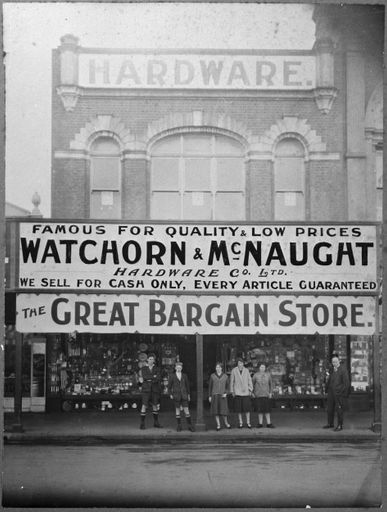 HARDWARE.
FAMOUS FOR QUALITY & LOW PRICES
WATCHORN & McNAUGHT
HARDWARE Co. LTD.
WE SELL FOR CASH ONLY, EVERY ARTICLE GUARANTEED
THE GREAT BARGAIN STORE.